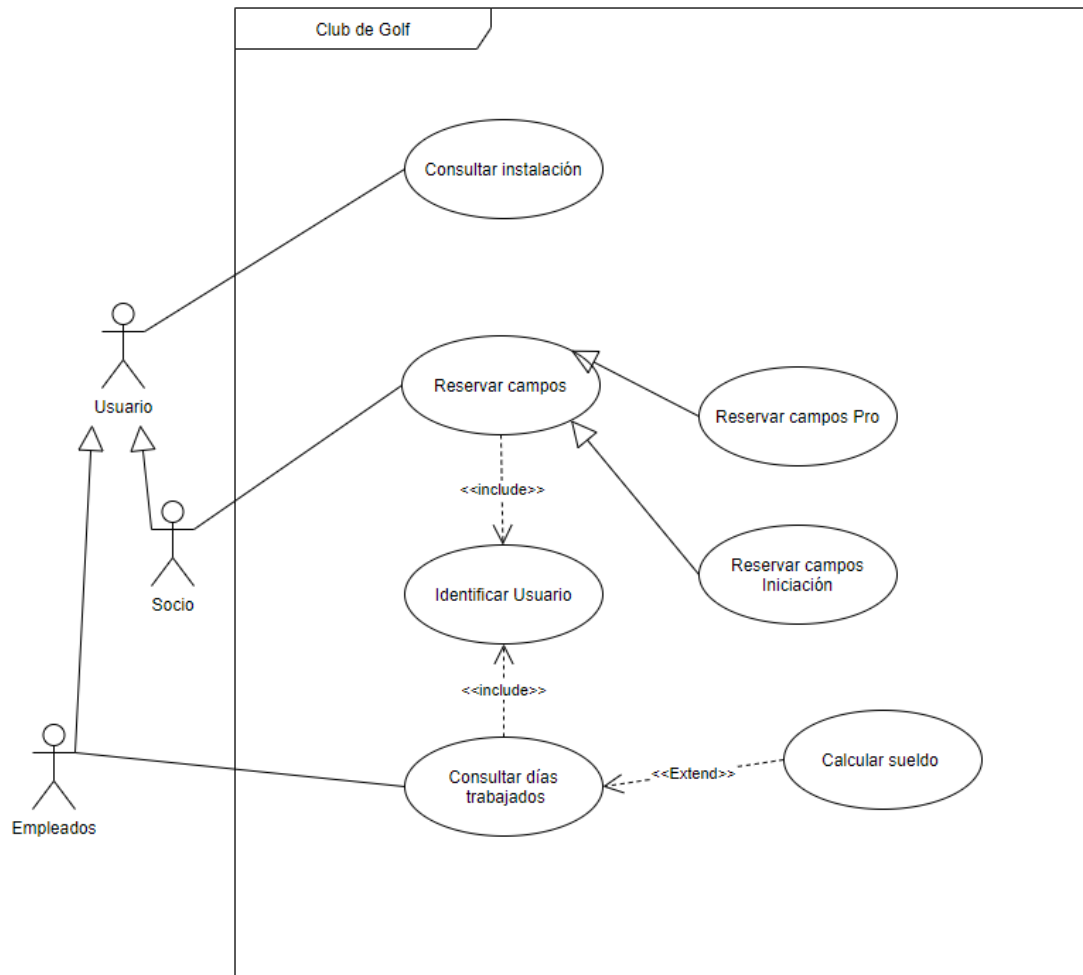 Club de Golf
Consultar instalación
Usuario
Reservar campos
Reservar campos Pro
<<include>>
Socio
Identificar Usuario
Reservar campos
Iniciación
<<include>>
Empleados
Consultar días
trabajados
<<Extend>>
Calcular sueldo